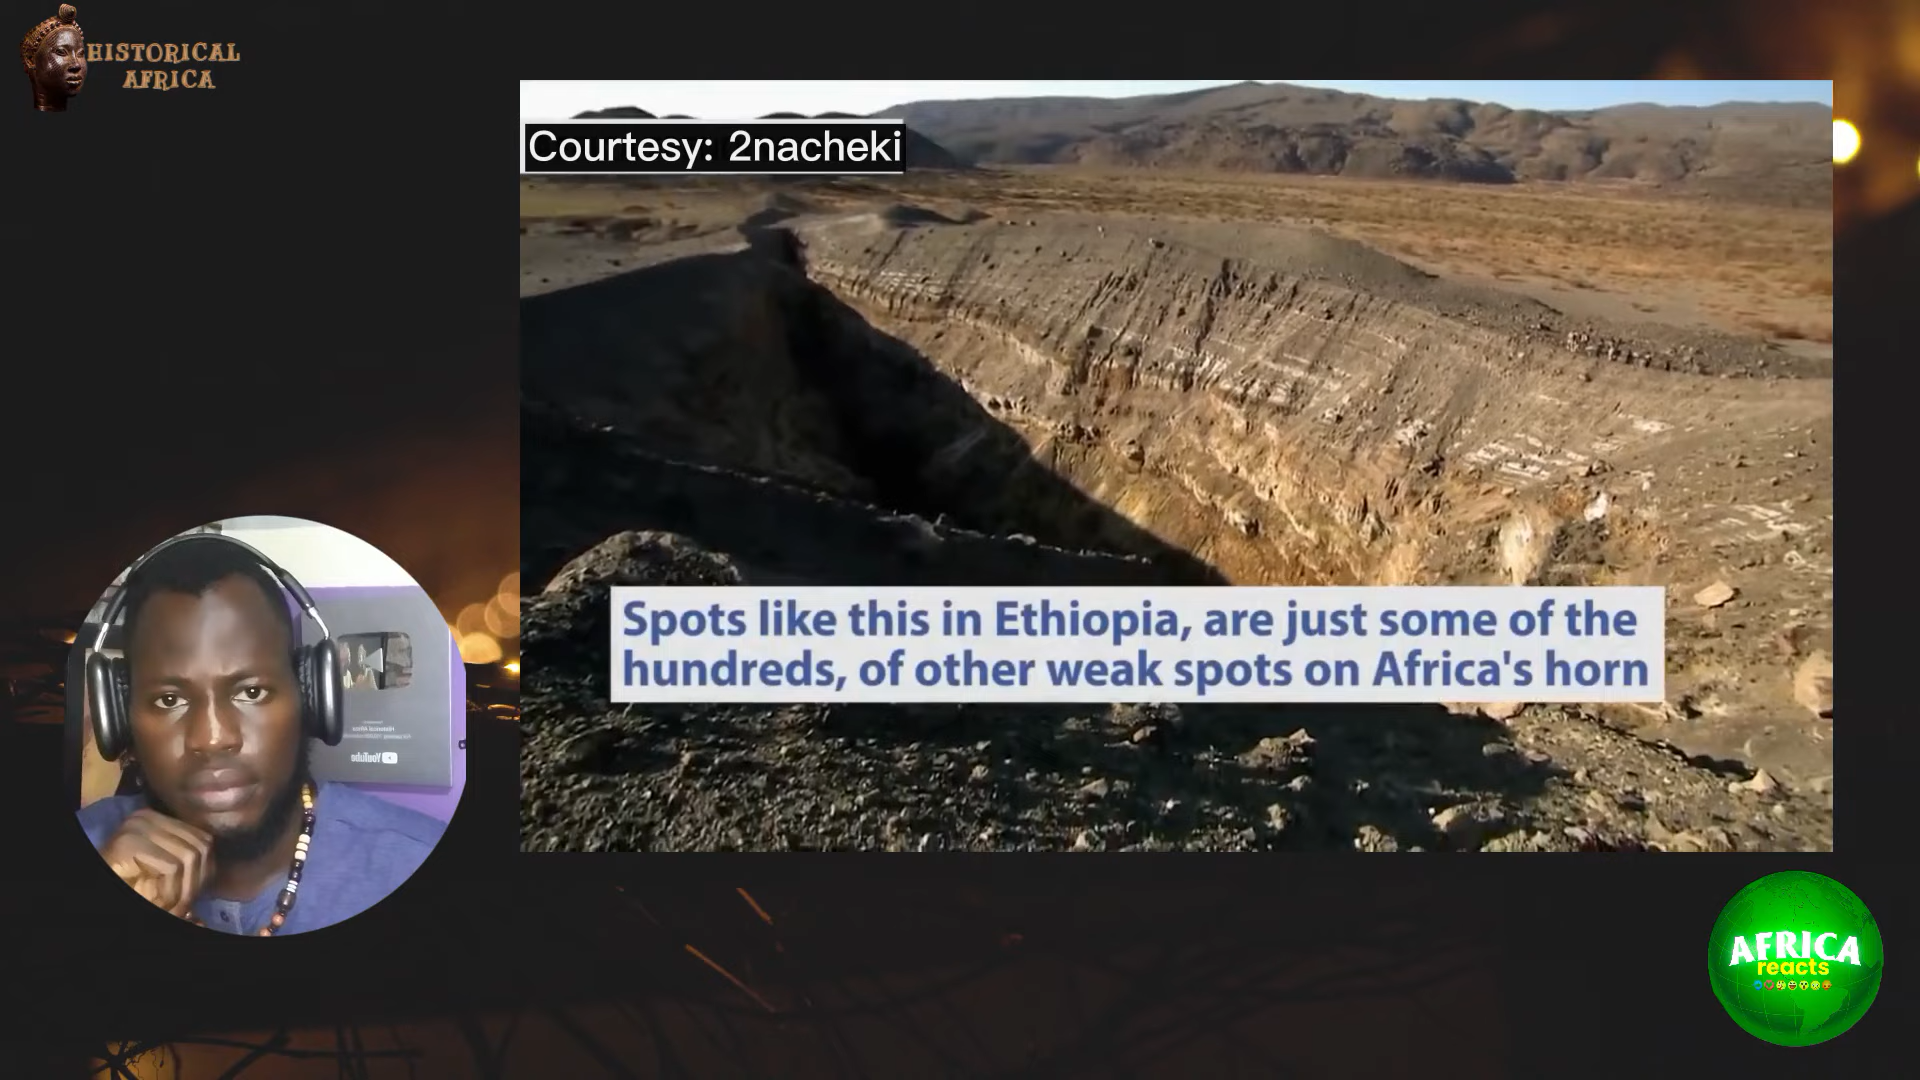 HISTORICAL
AFRICA
Courtesy: 2nacheki
Spots like this in Ethiopia, are just some of the
hundreds, of other weak spots on Africa's horn
YouTube
AFRICA
reacts